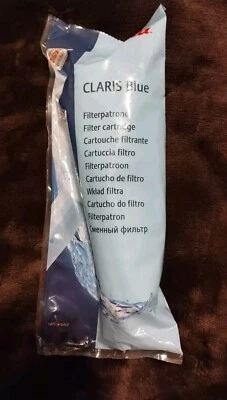 CLARIS Blue
Filterpatrone
Filter cartridge
Cartouche filtrante
Cartuccia filtro
Filterpatroon
Cartucho de filtro
Wkład filtra
Cartucho do filtro
Filterpatron
Сменный фильтр